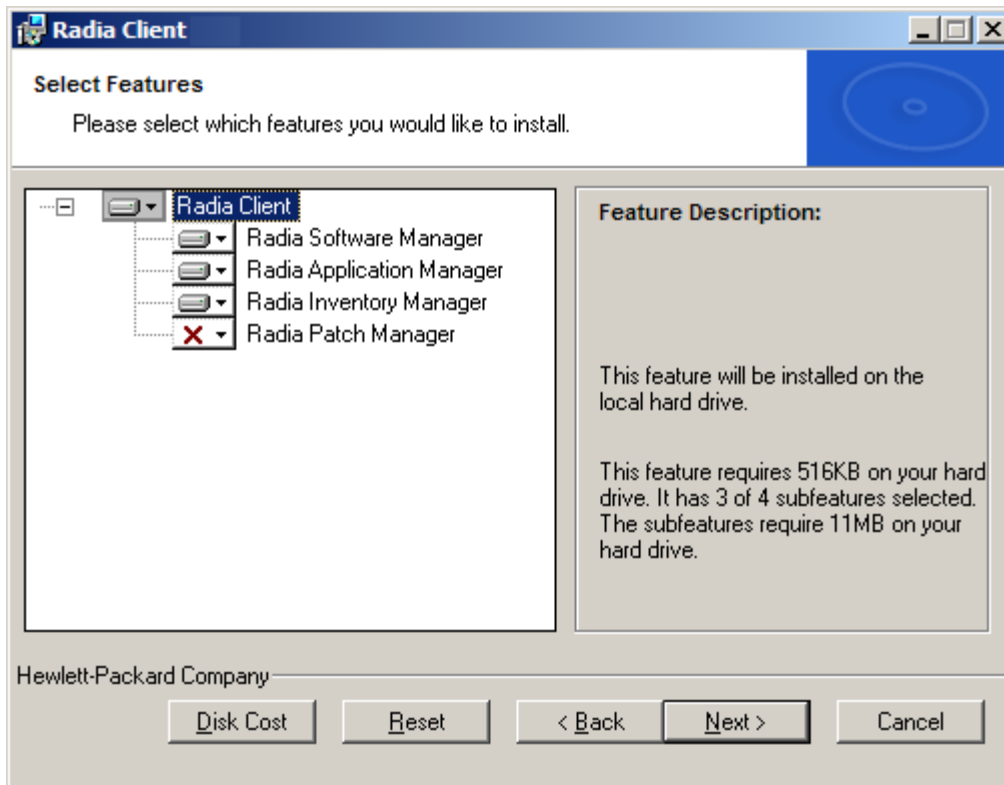 Radia Client
Select Features
Please select which features you would like to install.
Radia Client
Radia Software Manager
Radia Application Manager
Radia Inventory Manager
Radia Patch Manager
Feature Description:
This feature will be installed on the
local hard drive.
This feature requires 516KB on your hard
drive. It has 3 of 4 subfeatures selected.
The subfeatures require 11MB on your
hard drive.
Hewlett-Packard Company
Disk Cost
Reset
< Back
Next >
Cancel